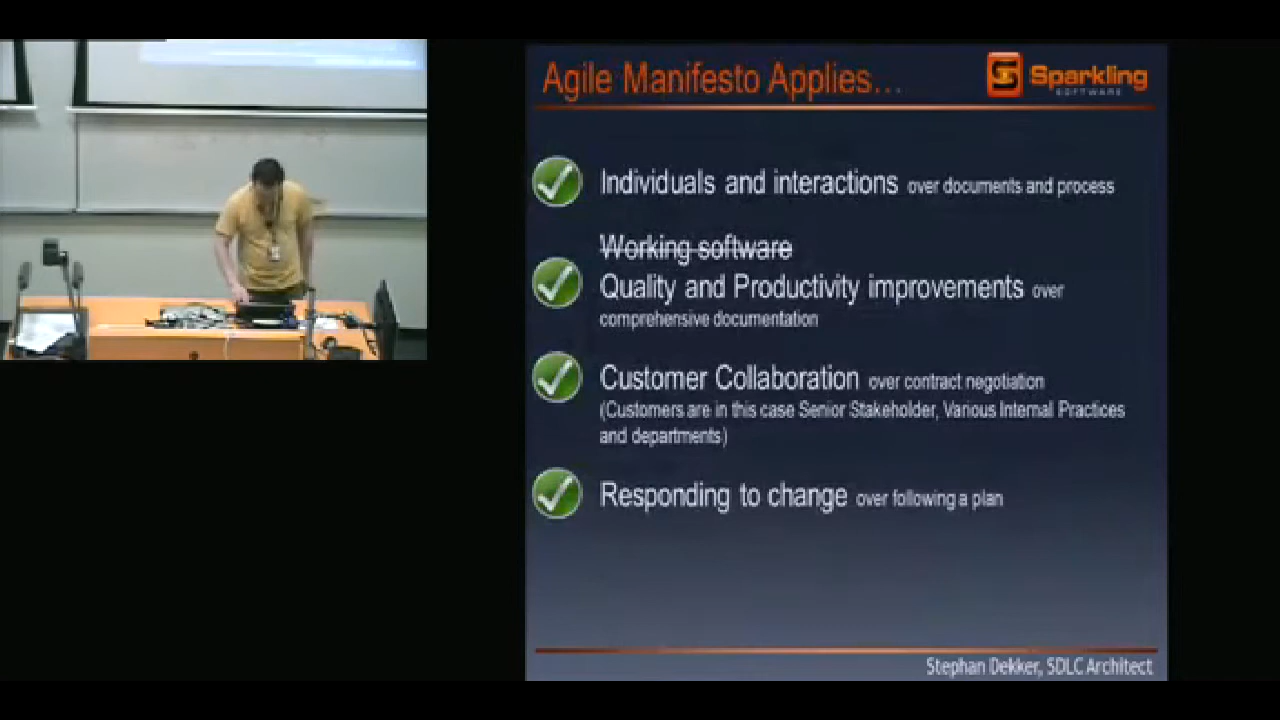 Agile Manifesto Applies...
Sparkling
SOFTWARE
Individuals and interactions over documents and process
Working software
Quality and Productivity improvements over
comprehensive documentation
Customer Collaboration over contract negotiation
(Customers are in this case Senior Stakeholder, Various Internal Practices
and departments)
Responding to change over following a plan
Stephan Dekker, SDLC Architect